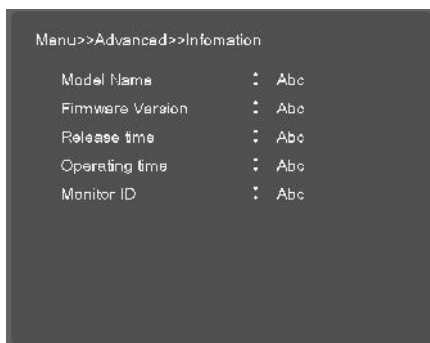 Menu>>Advanced>>Infomation
Model Name : Abc
Firmware Version : Abc
Release time : Abc
Operating time : Abc
Monitor ID : Abc